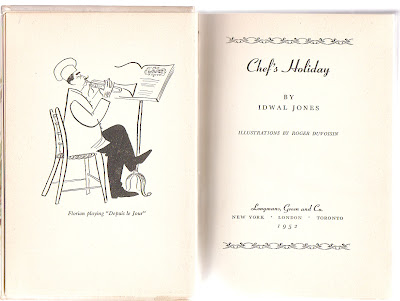 Florian playing "Depuis le Jour"
Chef's Holiday
BY
IDWAL JONES
ILLUSTRATIONS BY ROGER DUVOISIN
Longmans, Green and Co.
NEW YORK · LONDON · TORONTO
1952